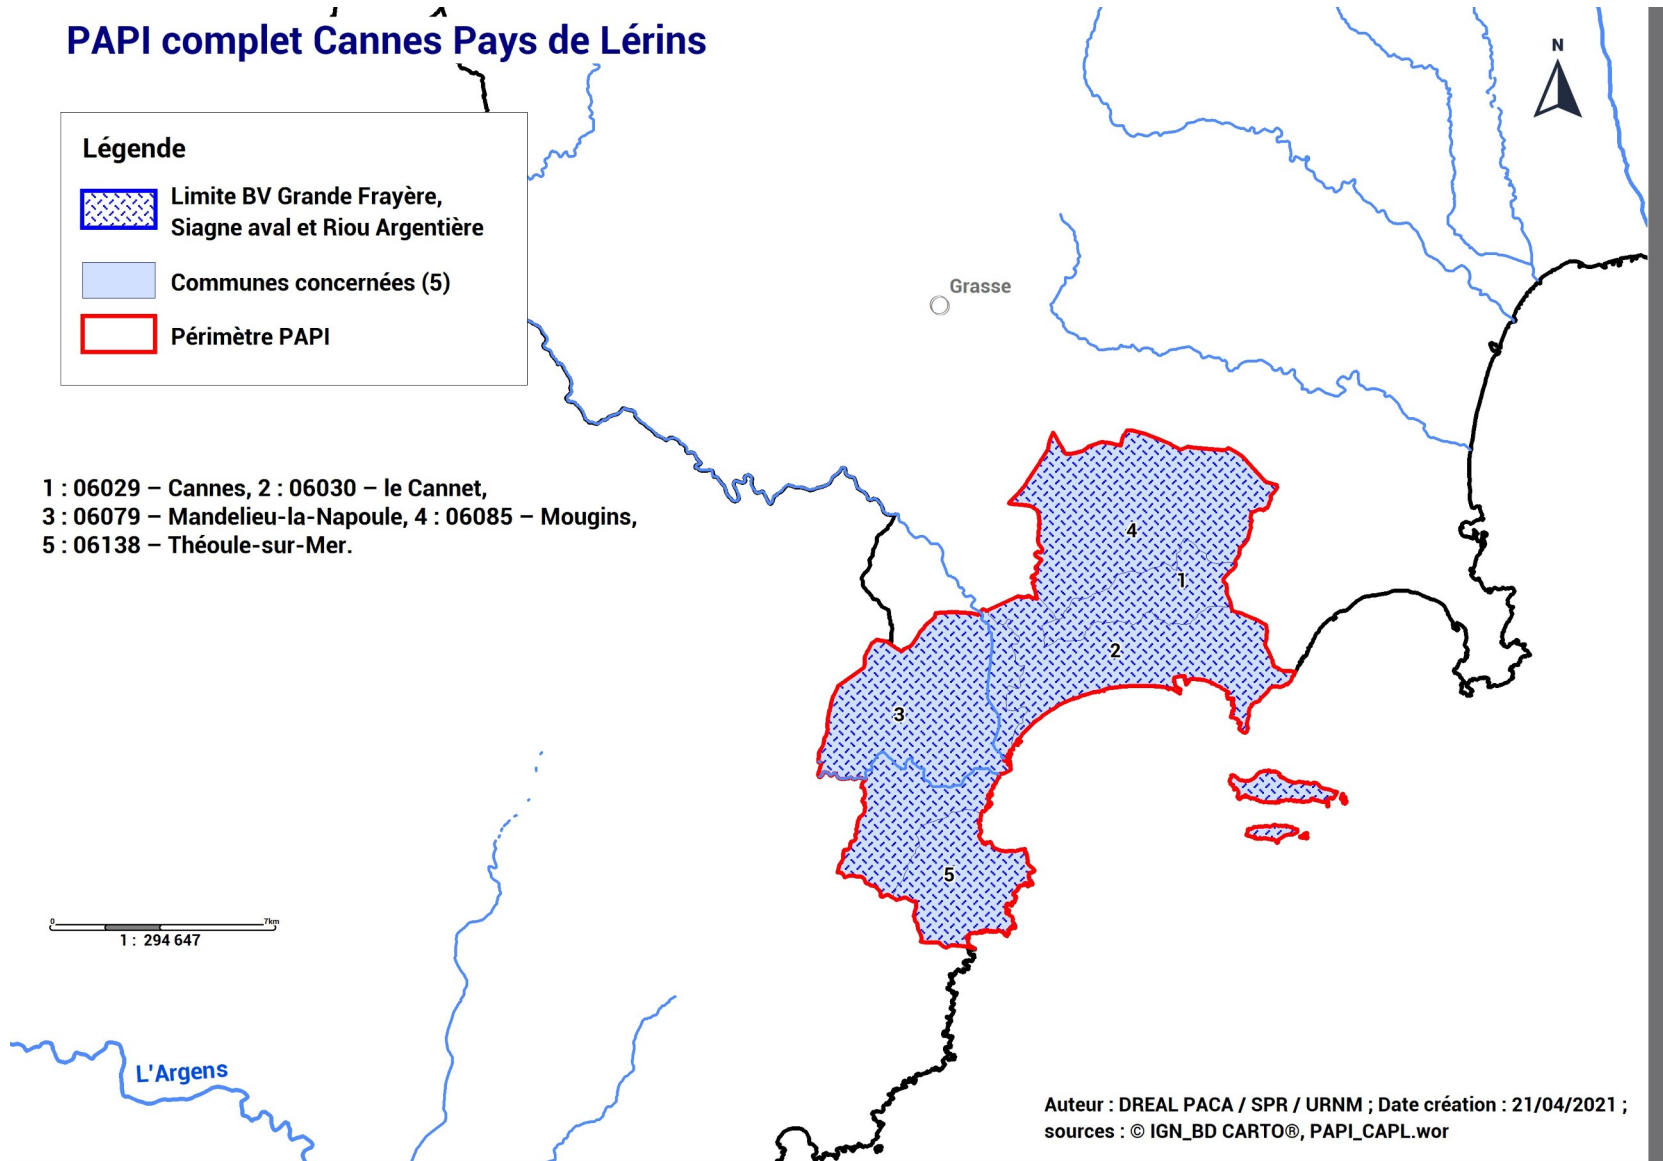 PAPI complet Cannes Pays de Lérins
N
Légende
Limite BV Grande Frayère,
Siagne aval et Riou Argentière
Communes concernées (5)
Périmètre PAPI
Grasse
1 : 06029 – Cannes, 2 : 06030 – le Cannet,
3 : 06079 – Mandelieu-la-Napoule, 4 : 06085 – Mougins,
5 : 06138 – Théoule-sur-Mer.
4
1
2
3
5
0 7km
1 : 294 647
L'Argens
Auteur : DREAL PACA / SPR / URNM ; Date création : 21/04/2021 ;
sources : © IGN_BD CARTO®, PAPI_CAPL.wor